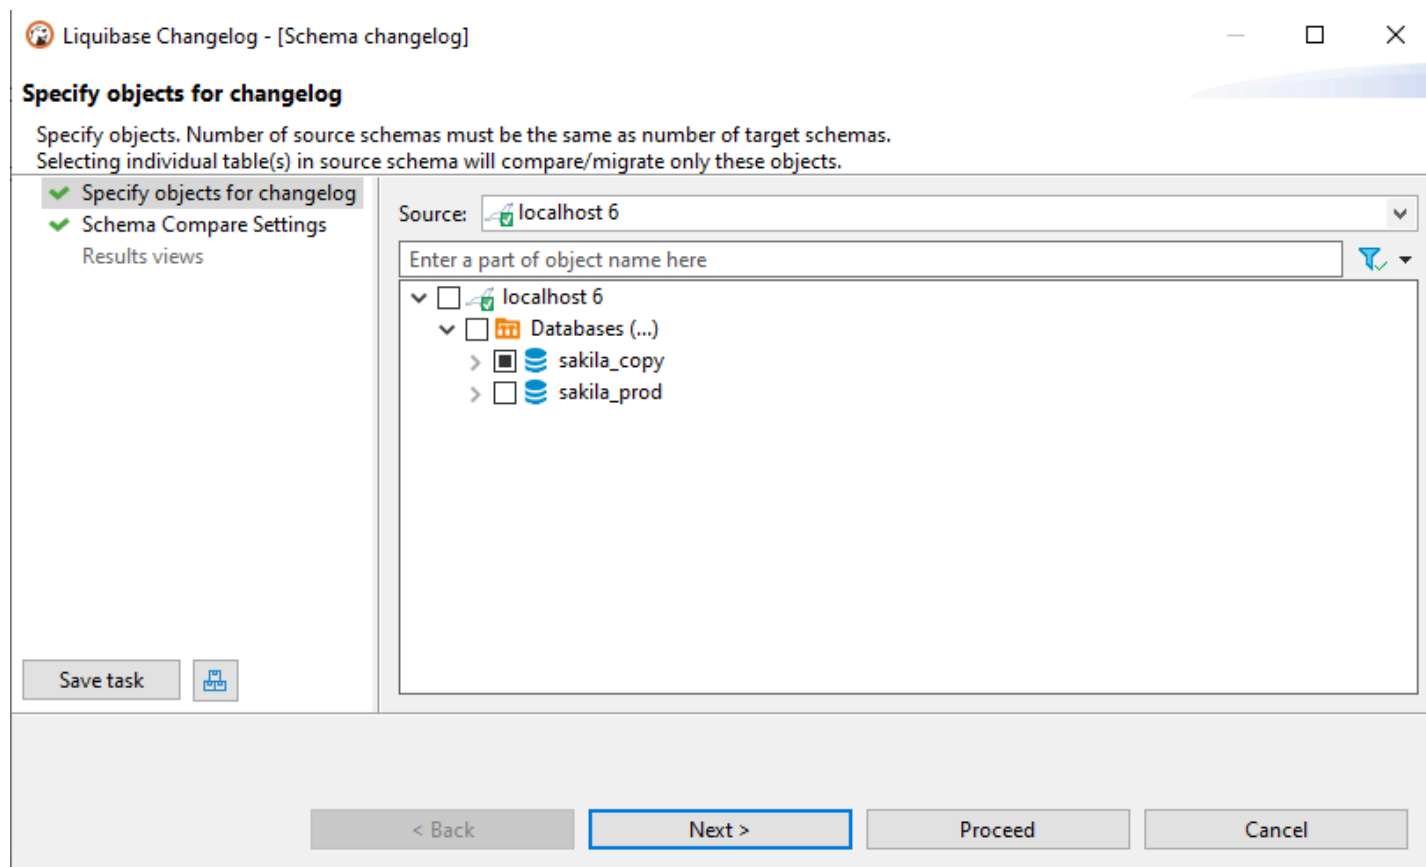 Liquibase Changelog - [Schema changelog]
Specify objects for changelog
Specify objects. Number of source schemas must be the same as number of target schemas.
Selecting individual table(s) in source schema will compare/migrate only these objects.
Specify objects for changelog
Schema Compare Settings
Results views
Source: localhost 6
Enter a part of object name here
localhost 6
Databases (...)
sakila_copy
sakila_prod
Save task
< Back
Next >
Proceed
Cancel